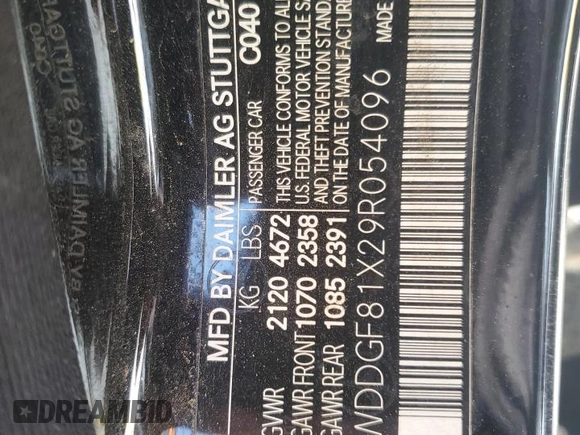 MFD BY DAIMLER AG STUTTGA
C040
KG LBS PASSENGER CAR
GVWR 2120 4672
GAWR FRONT 1070 2358
GAWR REAR 1085 2391
THIS VEHICLE CONFORMS TO ALL
U.S. FEDERAL MOTOR VEHICLE SA
AND THEFT PREVENTION STANDA
ON THE DATE OF MANUFACTUR
WDDGF81X29R054096
MADE
DREAMBID